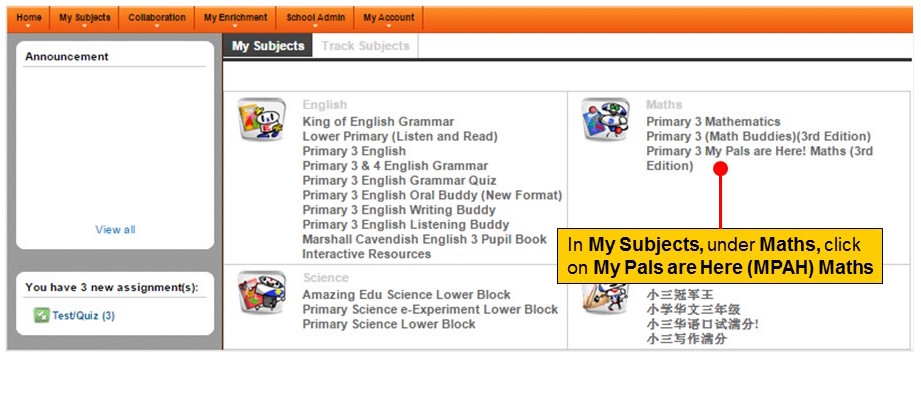 Home My Subjects Collaboration My Enrichment School Admin My Account
Announcement
View all
You have 3 new assignment(s):
Test/Quiz (3)
My Subjects Track Subjects
English
King of English Grammar
Lower Primary (Listen and Read)
Primary 3 English
Primary 3 & 4 English Grammar
Primary 3 English Grammar Quiz
Primary 3 English Oral Buddy (New Format)
Primary 3 English Writing Buddy
Primary 3 English Listening Buddy
Marshall Cavendish English 3 Pupil Book
Interactive Resources
Maths
Primary 3 Mathematics
Primary 3 (Math Buddies)(3rd Edition)
Primary 3 My Pals are Here! Maths (3rd
Edition)
In My Subjects, under Maths, click
on My Pals are Here (MPAH) Maths
Science
Amazing Edu Science Lower Block
Primary Science e-Experiment Lower Block
Primary Science Lower Block
小三冠军王
小学华文三年级
小三华语口试满分!
小三写作满分